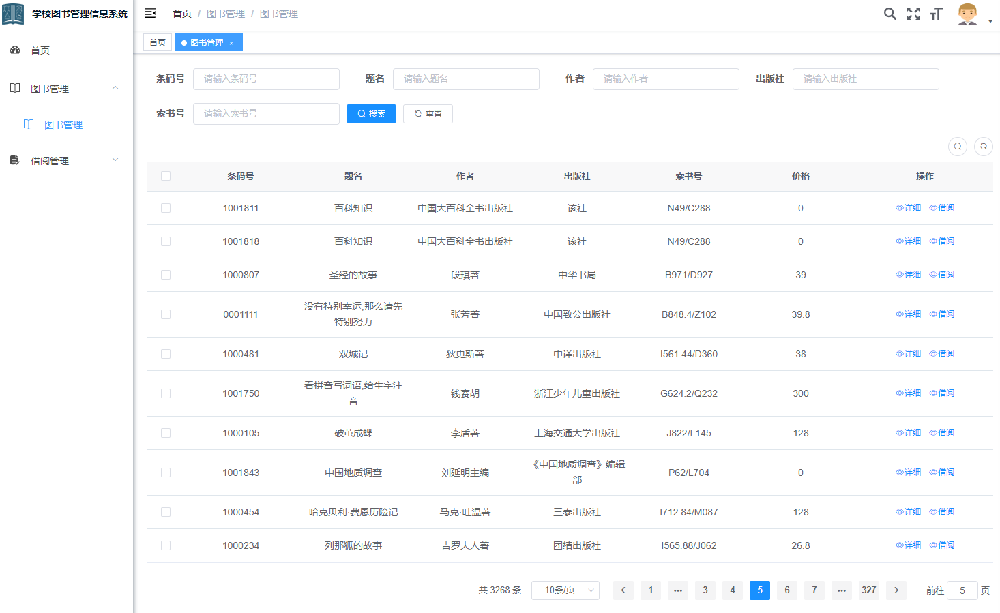 学校图书管理信息系统
首页 / 图书管理 / 图书管理
首页
图书管理
图书管理
借阅管理
首页 图书管理 ×
条码号 请输入条码号 题名 请输入题名 作者 请输入作者 出版社 请输入出版社
索书号 请输入索书号 搜索 重置
条码号 题名 作者 出版社 索书号 价格 操作
1001811 百科知识 中国大百科全书出版社 该社 N49/C288 0 详细 借阅
1001818 百科知识 中国大百科全书出版社 该社 N49/C288 0 详细 借阅
1000807 圣经的故事 段琪著 中华书局 B971/D927 39 详细 借阅
没有特别幸运,那么请先
0001111 特别努力 张芳著 中国致公出版社 B848.4/Z102 39.8 详细 借阅
1000481 双城记 狄更斯著 中译出版社 I561.44/D360 38 详细 借阅
看拼音写词语,给生字注
1001750 音 钱赛胡 浙江少年儿童出版社 G624.2/Q232 300 详细 借阅
1000105 破茧成蝶 李盾著 上海交通大学出版社 J822/L145 128 详细 借阅
1001843 中国地质调查 刘延明主编 《中国地质调查》编辑 P62/L704 0 详细 借阅
部
1000454 哈克贝利·费恩历险记 马克·吐温著 三泰出版社 I712.84/M087 128 详细 借阅
1000234 列那狐的故事 吉罗夫人著 团结出版社 I565.88/J062 26.8 详细 借阅
共 3268 条 10条/页 1 ··· 3 4 5 6 7 ··· 327 前往 5 页